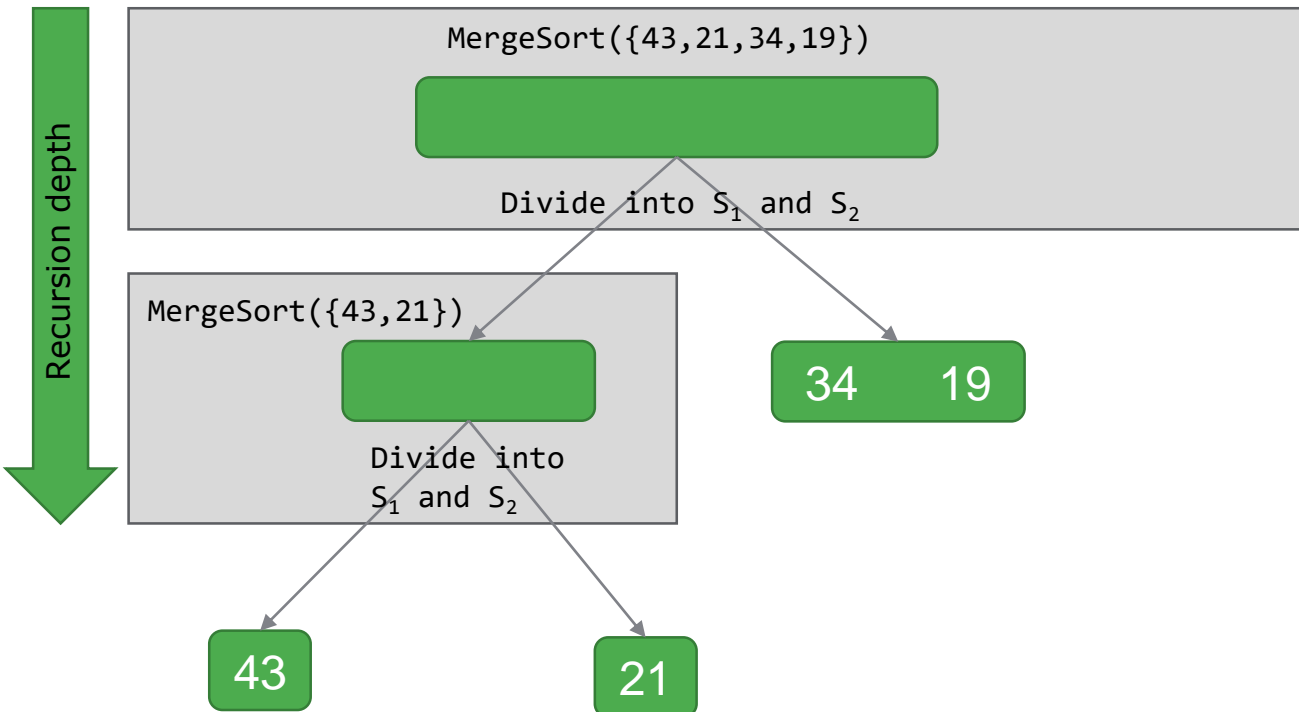 Recursion depth
MergeSort({43,21,34,19})
Divide into S₁ and S₂
MergeSort({43,21})
34 19
Divide into
S₁ and S₂
43
21